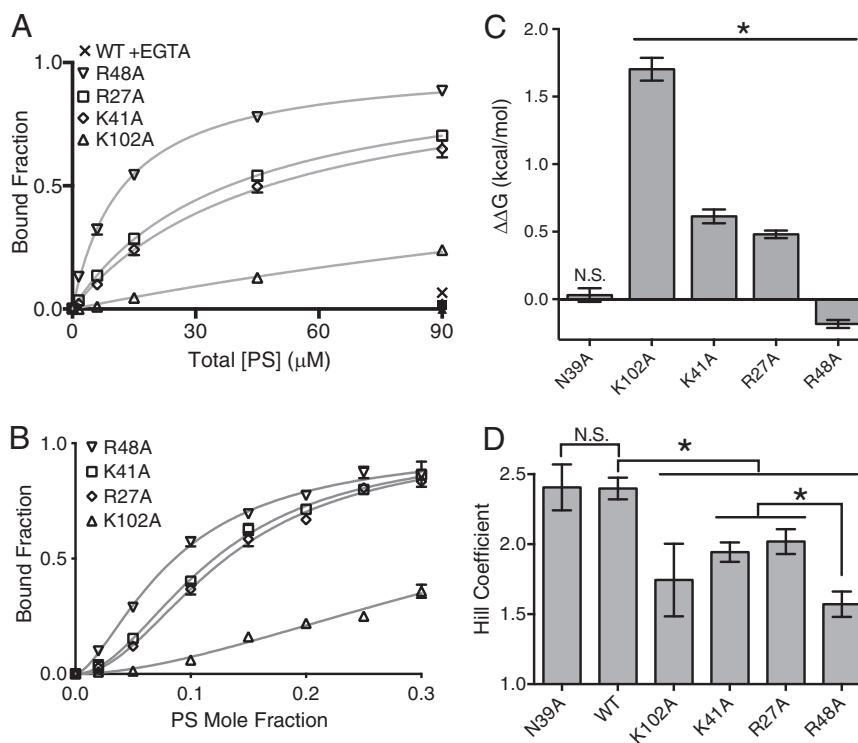 A
× WT +EGTA
▽ R48A
□ R27A
◇ K41A
△ K102A
1.0
0.5
0.0
0
30
60
90
Bound Fraction
Total [PS] (μM)
B
▽ R48A
□ K41A
◇ R27A
△ K102A
1.0
0.5
0.0
0.0
0.1
0.2
0.3
Bound Fraction
PS Mole Fraction
C
2.0
1.5
1.0
0.5
0.0
ΔΔG (kcal/mol)
*
N.S.
N39A
K102A
K41A
R27A
R48A
D
N.S.
*
*
2.5
2.0
1.5
1.0
Hill Coefficient
N39A
WT
K102A
K41A
R27A
R48A